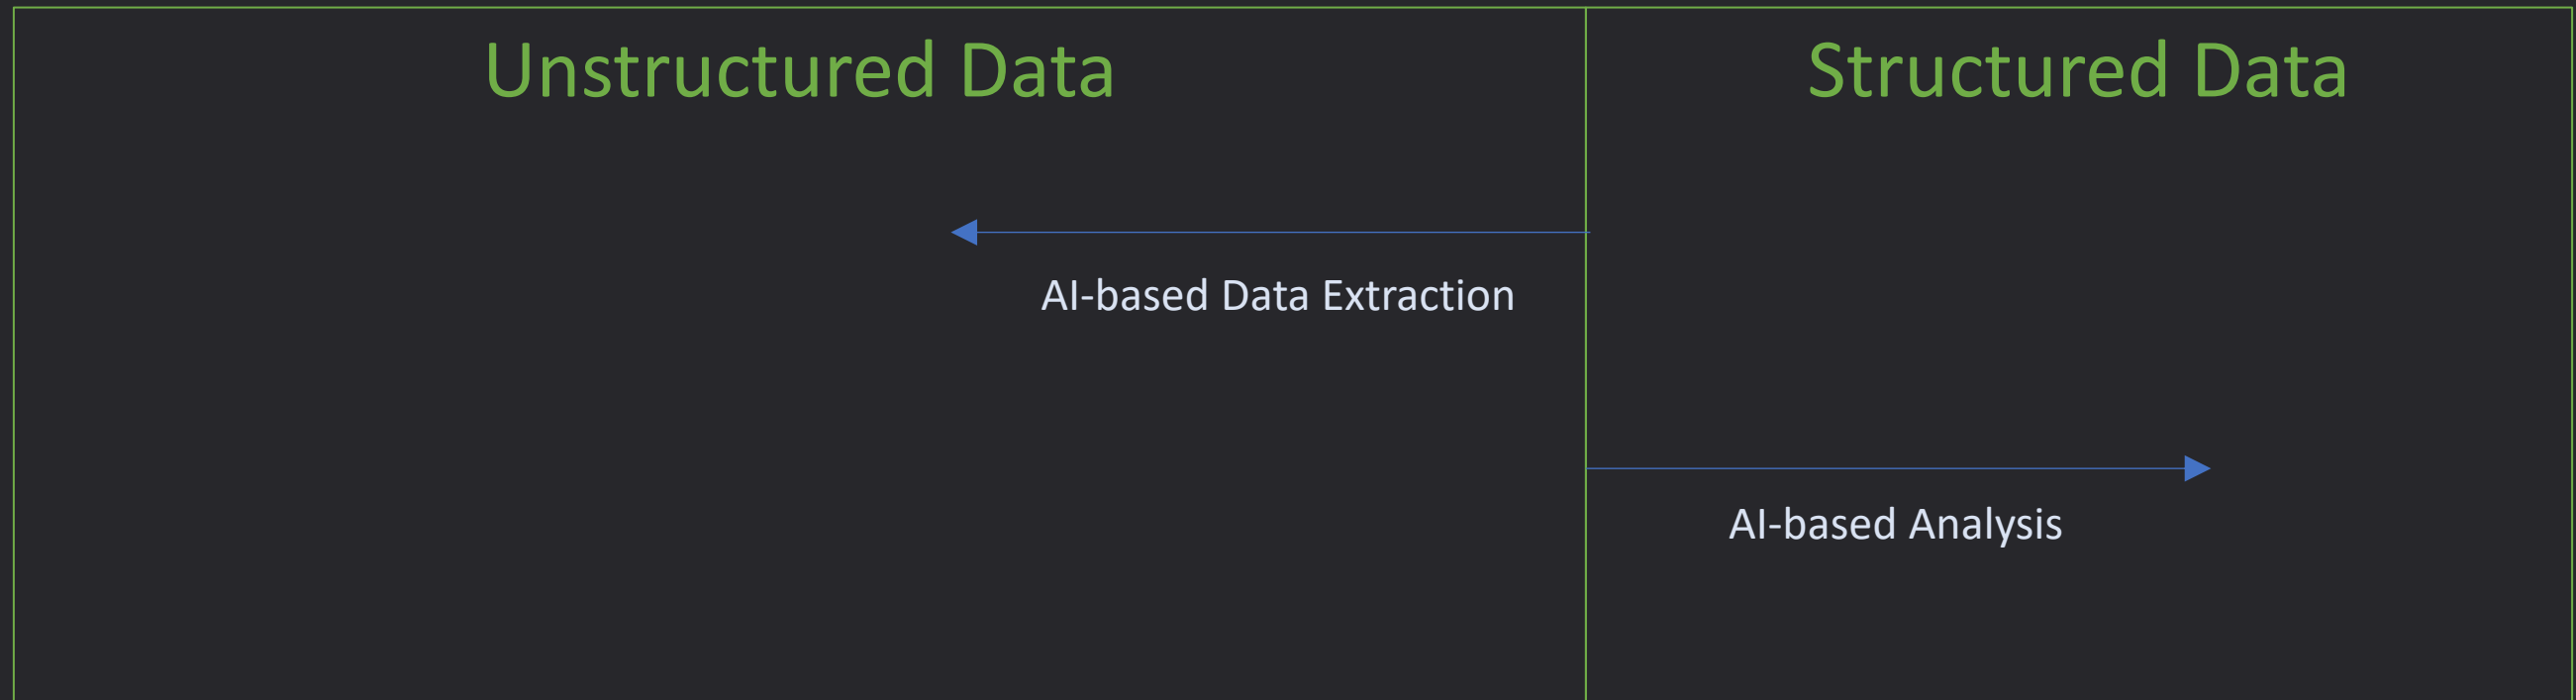 Unstructured Data
Structured Data
AI-based Data Extraction
AI-based Analysis